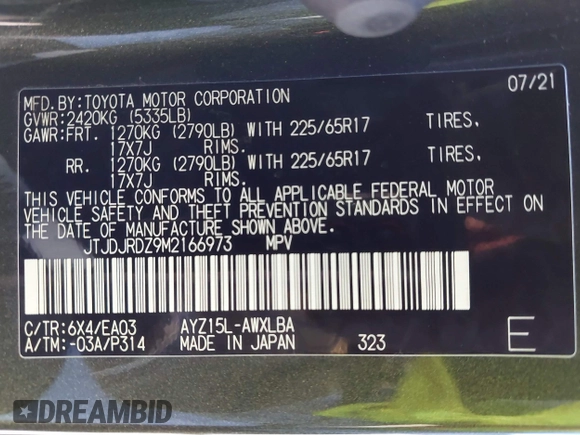 07/21
MFD. BY: TOYOTA MOTOR CORPORATION
GVWR: 2420KG (5335LB)
GAWR: FRT. 1270KG (2790LB) WITH 225/65R17 TIRES,
17X7J RIMS.
RR. 1270KG (2790LB) WITH 225/65R17 TIRES,
17X7J RIMS.
THIS VEHICLE CONFORMS TO ALL APPLICABLE FEDERAL MOTOR
VEHICLE SAFETY AND THEFT PREVENTION STANDARDS IN EFFECT ON
THE DATE OF MANUFACTURE SHOWN ABOVE.
JTJDJRDZ9M2166973 MPV
C/TR: 6X4/EA03 AYZ15L-AWXLBA
A/TM: -03A/P314 MADE IN JAPAN 323 E
DREAMBID